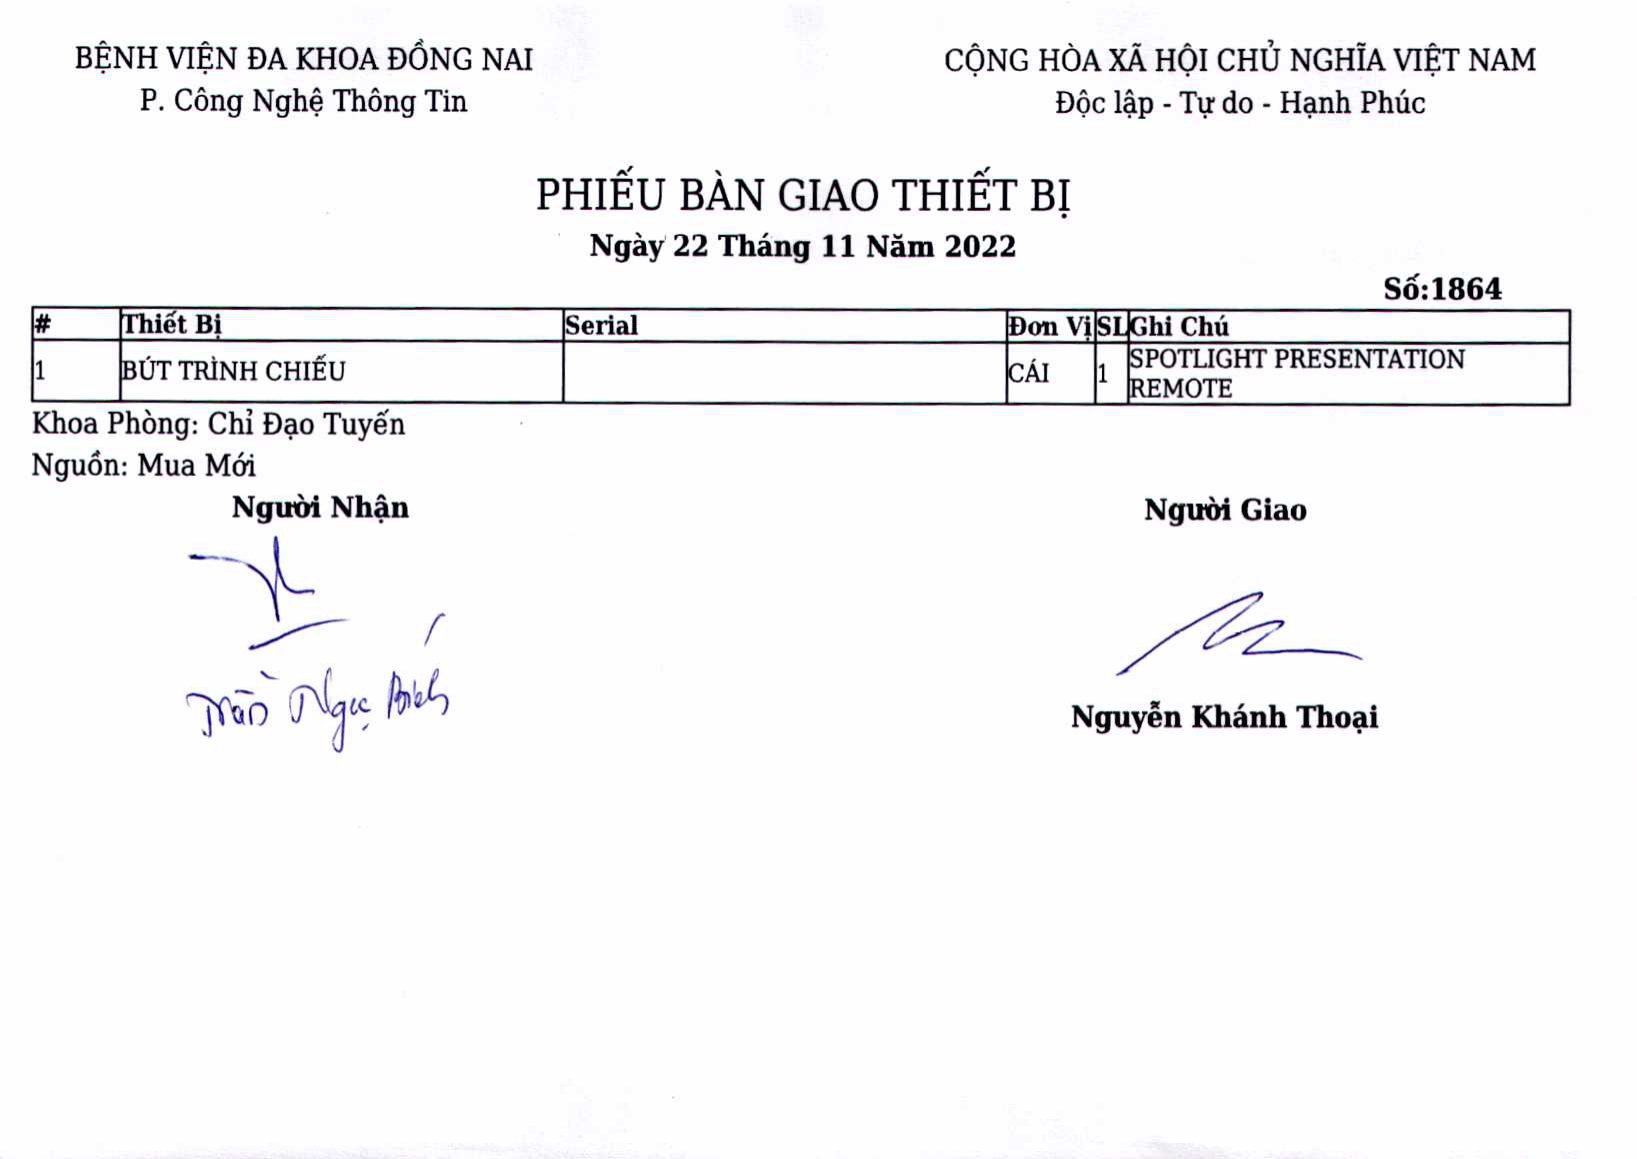 BỆNH VIỆN ĐA KHOA ĐỒNG NAI
P. Công Nghệ Thông Tin
CỘNG HÒA XÃ HỘI CHỦ NGHĨA VIỆT NAM
Độc lập - Tự do - Hạnh Phúc
PHIẾU BÀN GIAO THIẾT BỊ
Ngày 22 Tháng 11 Năm 2022
Số:1864
# Thiết Bị Serial Đơn Vị SL Ghi Chú
1 BÚT TRÌNH CHIẾU CÁI 1 SPOTLIGHT PRESENTATION
REMOTE
Khoa Phòng: Chỉ Đạo Tuyến
Nguồn: Mua Mới
Người Nhận
Người Giao
Trần Ngọc
Nguyễn Khánh Thoại